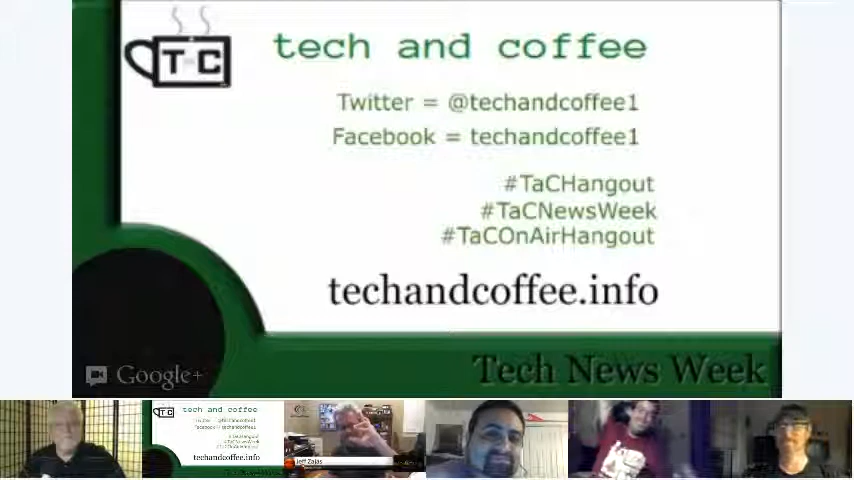 T C
tech and coffee
Twitter = @techandcoffee1
Facebook = techandcoffee1
#TaCHangout
#TaCNewsWeek
#TaCOnAirHangout
techandcoffee.info
Google+
Tech News Week
tech and coffee
techandcoffee.info
Jeff Zajas